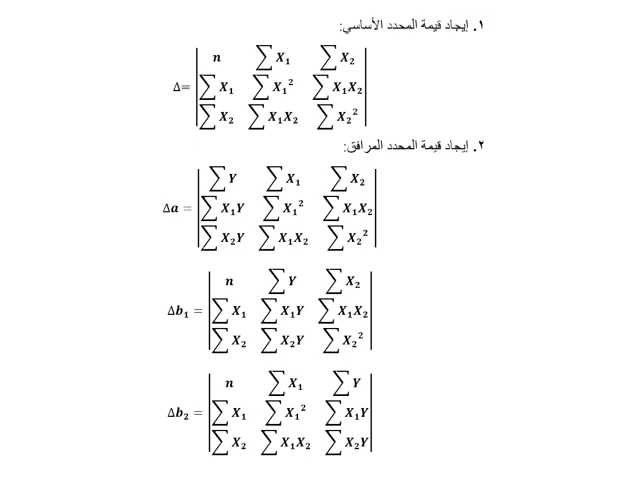 ١. إيجاد قيمة المحدد الأساسي:
Δ= | n ∑X₁ ∑X₂ |
| ∑X₁ ∑X₁² ∑X₁X₂ |
| ∑X₂ ∑X₁X₂ ∑X₂² |
٢. إيجاد قيمة المحدد المرافق:
Δa = | ∑Y ∑X₁ ∑X₂ |
| ∑X₁Y ∑X₁² ∑X₁X₂ |
| ∑X₂Y ∑X₁X₂ ∑X₂² |
Δb₁ = | n ∑Y ∑X₂ |
| ∑X₁ ∑X₁Y ∑X₁X₂ |
| ∑X₂ ∑X₂Y ∑X₂² |
Δb₂ = | n ∑X₁ ∑Y |
| ∑X₁ ∑X₁² ∑X₁Y |
| ∑X₂ ∑X₁X₂ ∑X₂Y |